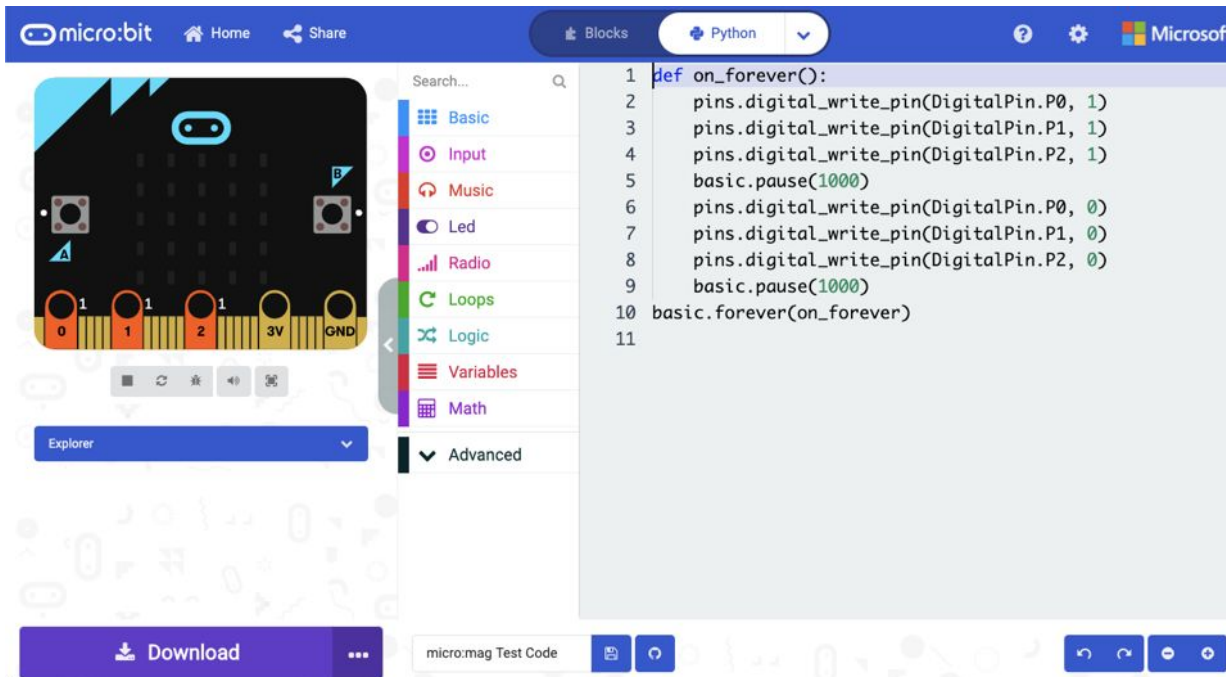 micro:bit
Home
Share
Blocks
Python
Microsof
B
A
1
1
1
0
1
2
3V
GND
Explorer
Download
Search...
Basic
Input
Music
Led
Radio
Loops
Logic
Variables
Math
Advanced
1 def on_forever():
2 pins.digital_write_pin(DigitalPin.P0, 1)
3 pins.digital_write_pin(DigitalPin.P1, 1)
4 pins.digital_write_pin(DigitalPin.P2, 1)
5 basic.pause(1000)
6 pins.digital_write_pin(DigitalPin.P0, 0)
7 pins.digital_write_pin(DigitalPin.P1, 0)
8 pins.digital_write_pin(DigitalPin.P2, 0)
9 basic.pause(1000)
10 basic.forever(on_forever)
11
micro:mag Test Code